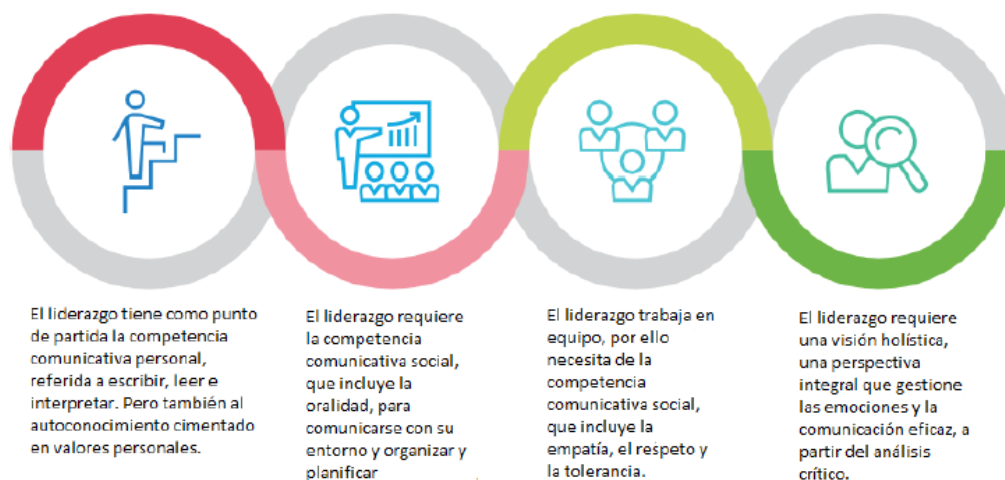 El liderazgo tiene como punto
de partida la competencia
comunicativa personal,
referida a escribir, leer e
interpretar. Pero también al
autoconocimiento cimentado
en valores personales.
El liderazgo requiere
la competencia
comunicativa social,
que incluye la
oralidad, para
comunicarse con su
entorno y organizar y
planificar
El liderazgo trabaja en
equipo, por ello
necesita de la
competencia
comunicativa social,
que incluye la
empatía, el respeto y
la tolerancia.
El liderazgo requiere
una visión holística,
una perspectiva
integral que gestione
las emociones y la
comunicación eficaz, a
partir del análisis
crítico.